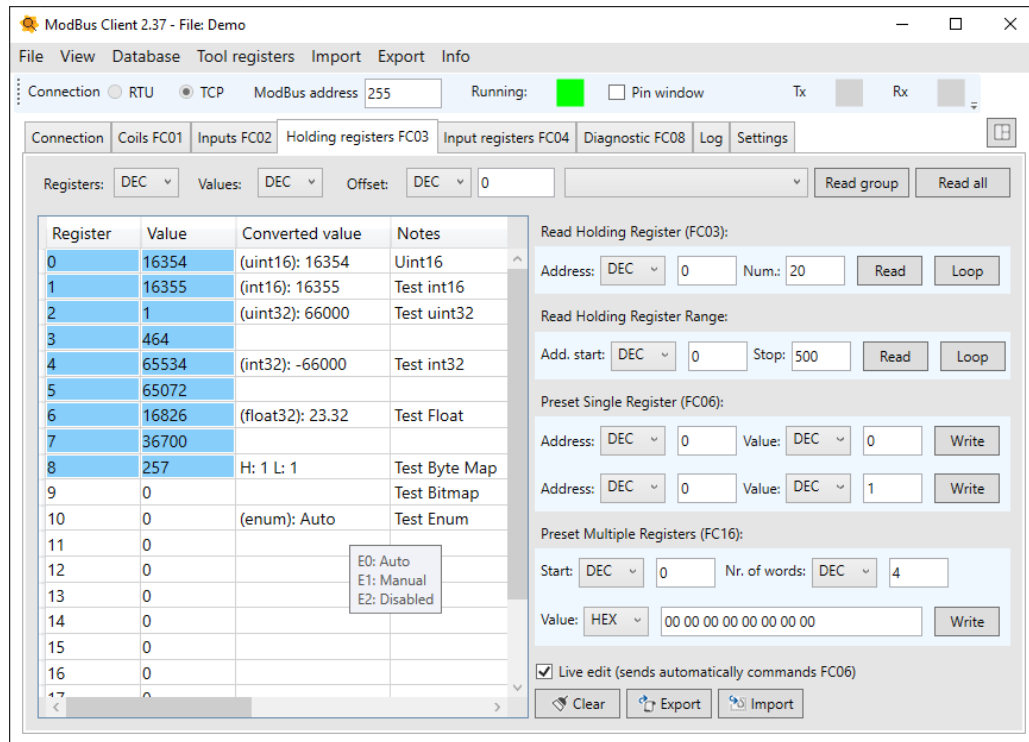 ModBus Client 2.37 - File: Demo
File View Database Tool registers Import Export Info
Connection RTU TCP ModBus address 255 Running: Pin window Tx Rx
Connection Coils FC01 Inputs FC02 Holding registers FC03 Input registers FC04 Diagnostic FC08 Log Settings
Registers: DEC Values: DEC Offset: DEC 0 Read group Read all
Register Value Converted value Notes
0 16354 (uint16): 16354 Uint16
1 16355 (int16): 16355 Test int16
2 1 (uint32): 66000 Test uint32
3 464
4 65534 (int32): -66000 Test int32
5 65072
6 16826 (float32): 23.32 Test Float
7 36700
8 257 H: 1 L: 1 Test Byte Map
9 0 Test Bitmap
10 0 (enum): Auto Test Enum
11 0
12 0
13 0
14 0
15 0
16 0
17 0
E0: Auto
E1: Manual
E2: Disabled
Read Holding Register (FC03):
Address: DEC 0 Num.: 20 Read Loop
Read Holding Register Range:
Add. start: DEC 0 Stop: 500 Read Loop
Preset Single Register (FC06):
Address: DEC 0 Value: DEC 0 Write
Address: DEC 0 Value: DEC 1 Write
Preset Multiple Registers (FC16):
Start: DEC 0 Nr. of words: DEC 4
Value: HEX 00 00 00 00 00 00 00 00 Write
Live edit (sends automatically commands FC06)
Clear Export Import